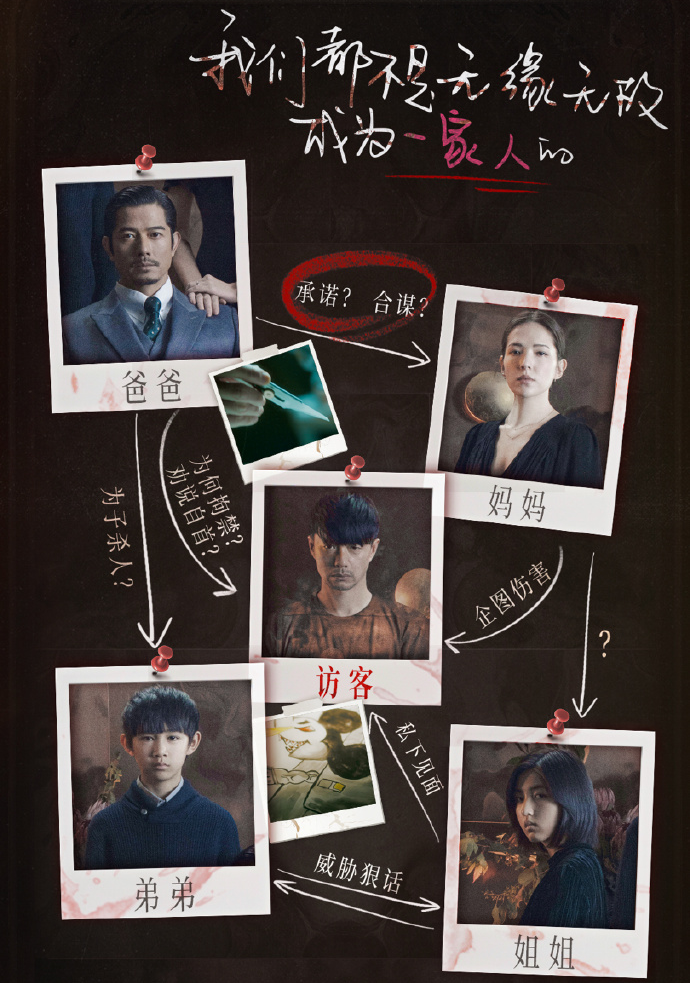 我们都不是无缘无故
成为一家人的
承诺? 合谋?
爸爸
妈妈
为何拘禁?
劝说自首?
为子杀人?
企图伤害
?
访客
私下见面
威胁狠话
弟弟
姐姐